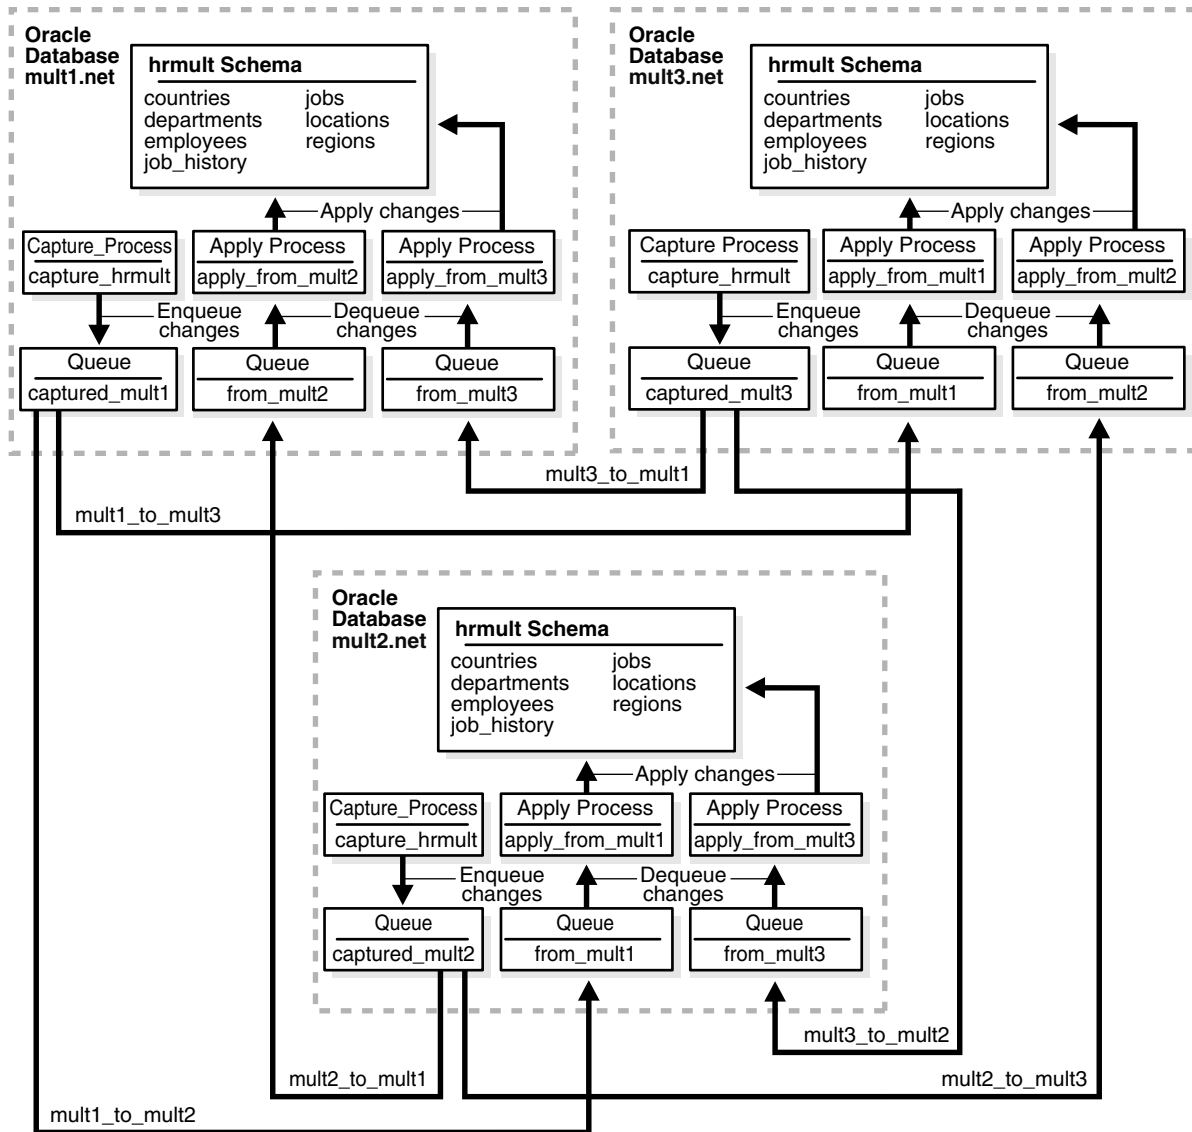 Oracle
Database
mult1.net
hrmult Schema
countries jobs
departments locations
employees regions
job_history
Apply changes
Capture_Process
capture_hrmult
Apply Process
apply_from_mult2
Apply Process
apply_from_mult3
Enqueue
changes
Dequeue
changes
Queue
captured_mult1
Queue
from_mult2
Queue
from_mult3
Oracle
Database
mult3.net
hrmult Schema
countries jobs
departments locations
employees regions
job_history
Apply changes
Capture Process
capture_hrmult
Apply Process
apply_from_mult1
Apply Process
apply_from_mult2
Enqueue
changes
Dequeue
changes
Queue
captured_mult3
Queue
from_mult1
Queue
from_mult2
mult3_to_mult1
mult1_to_mult3
Oracle
Database
mult2.net
hrmult Schema
countries jobs
departments locations
employees regions
job_history
Apply changes
Capture_Process
capture_hrmult
Apply Process
apply_from_mult1
Apply Process
apply_from_mult3
Enqueue
changes
Dequeue
changes
Queue
captured_mult2
Queue
from_mult1
Queue
from_mult3
mult3_to_mult2
mult2_to_mult1
mult2_to_mult3
mult1_to_mult2